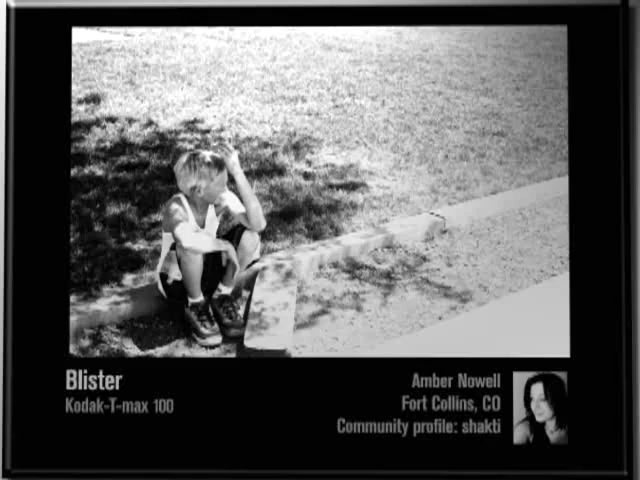 Blister
Kodak-T-max 100
Amber Nowell
Fort Collins, CO
Community profile: shakti